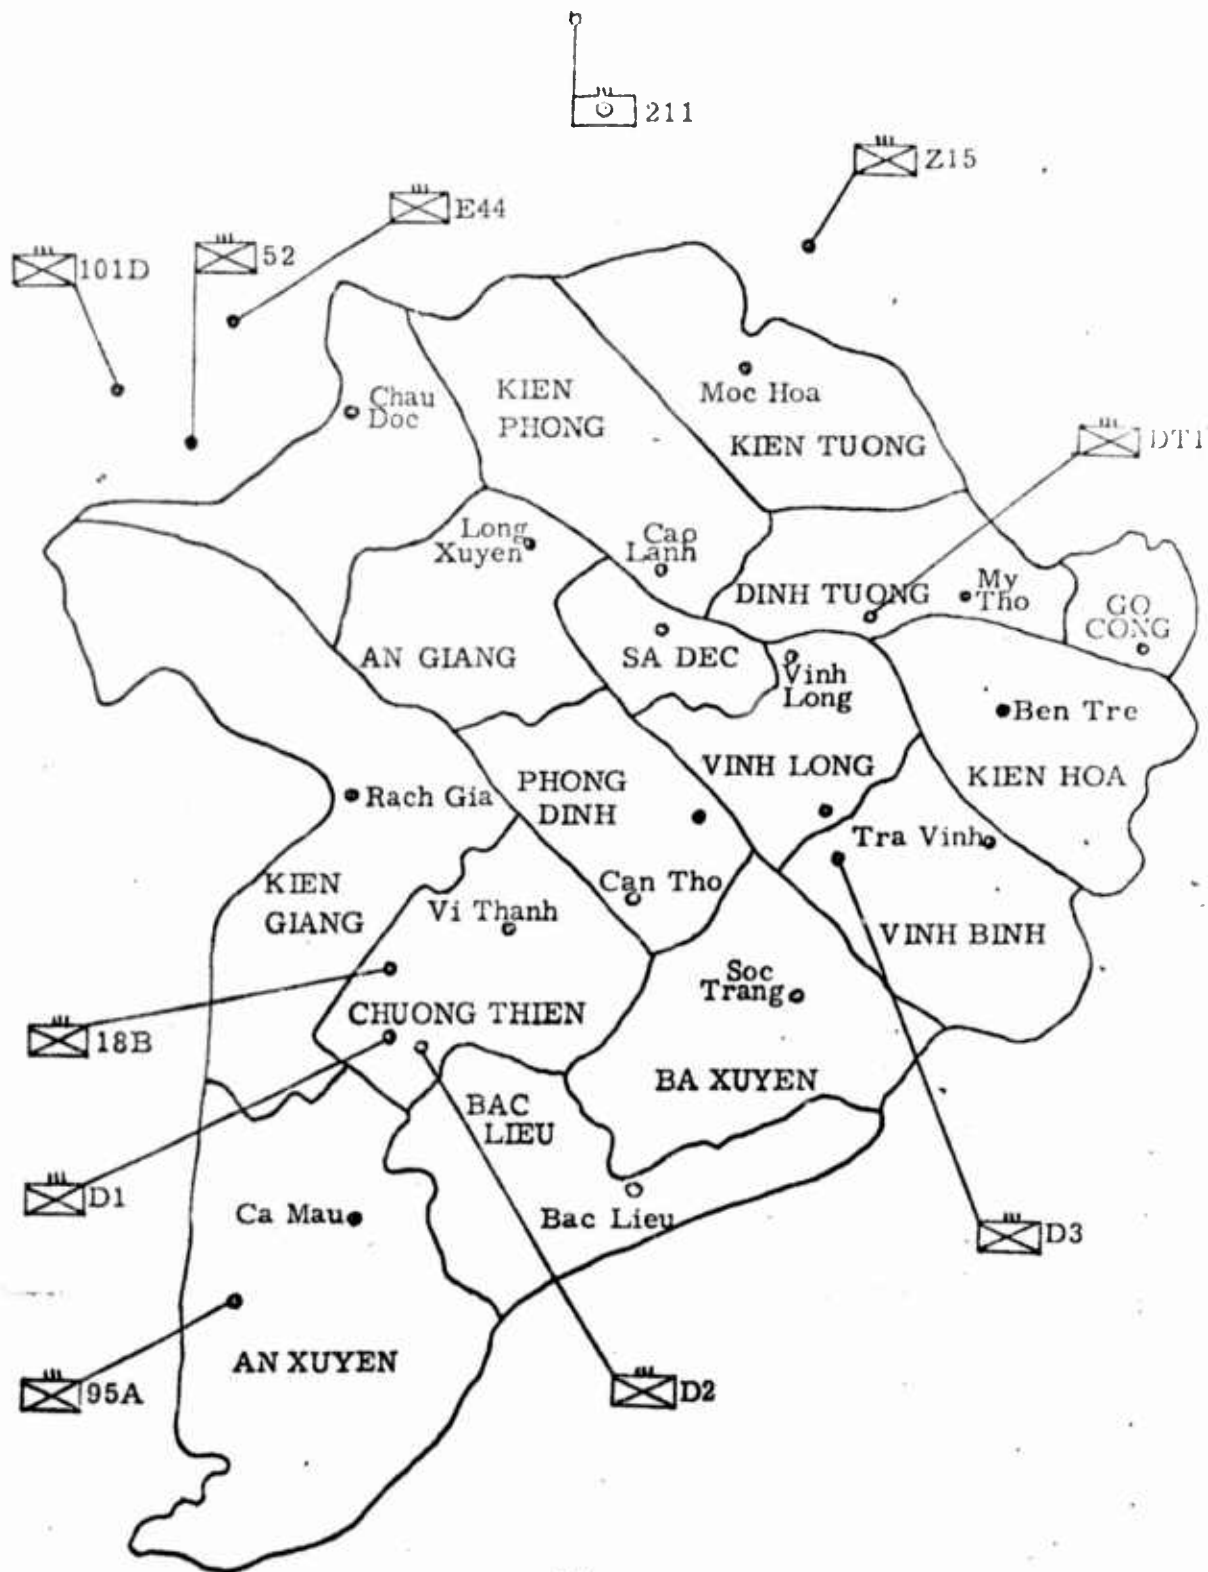 211
Z15
E44
52
101D
Chau
Doc
KIEN
PHONG
Moc Hoa
KIEN TUONG
DT1
Long
Xuyen
Cao
Lanh
DINH TUONG
My
Tho
GO
CONG
AN GIANG
SA DEC
Vinh
Long
Ben Tre
VINH LONG
KIEN HOA
PHONG
DINH
Rach Gia
Tra Vinh
KIEN
GIANG
Can Tho
Vi Thanh
VINH BINH
Soc
Trang
CHUONG THIEN
18B
BA XUYEN
BAC
LIEU
D1
Ca Mau
Bac Lieu
D3
AN XUYEN
95A
D2